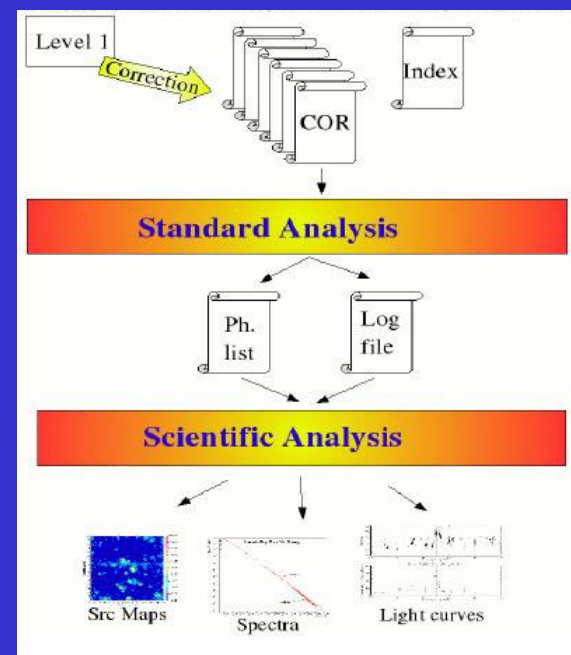 Level 1
Correction
COR
Index
Standard Analysis
Ph.
list
Log
file
Scientific Analysis
Src Maps
Spectra
Light curves